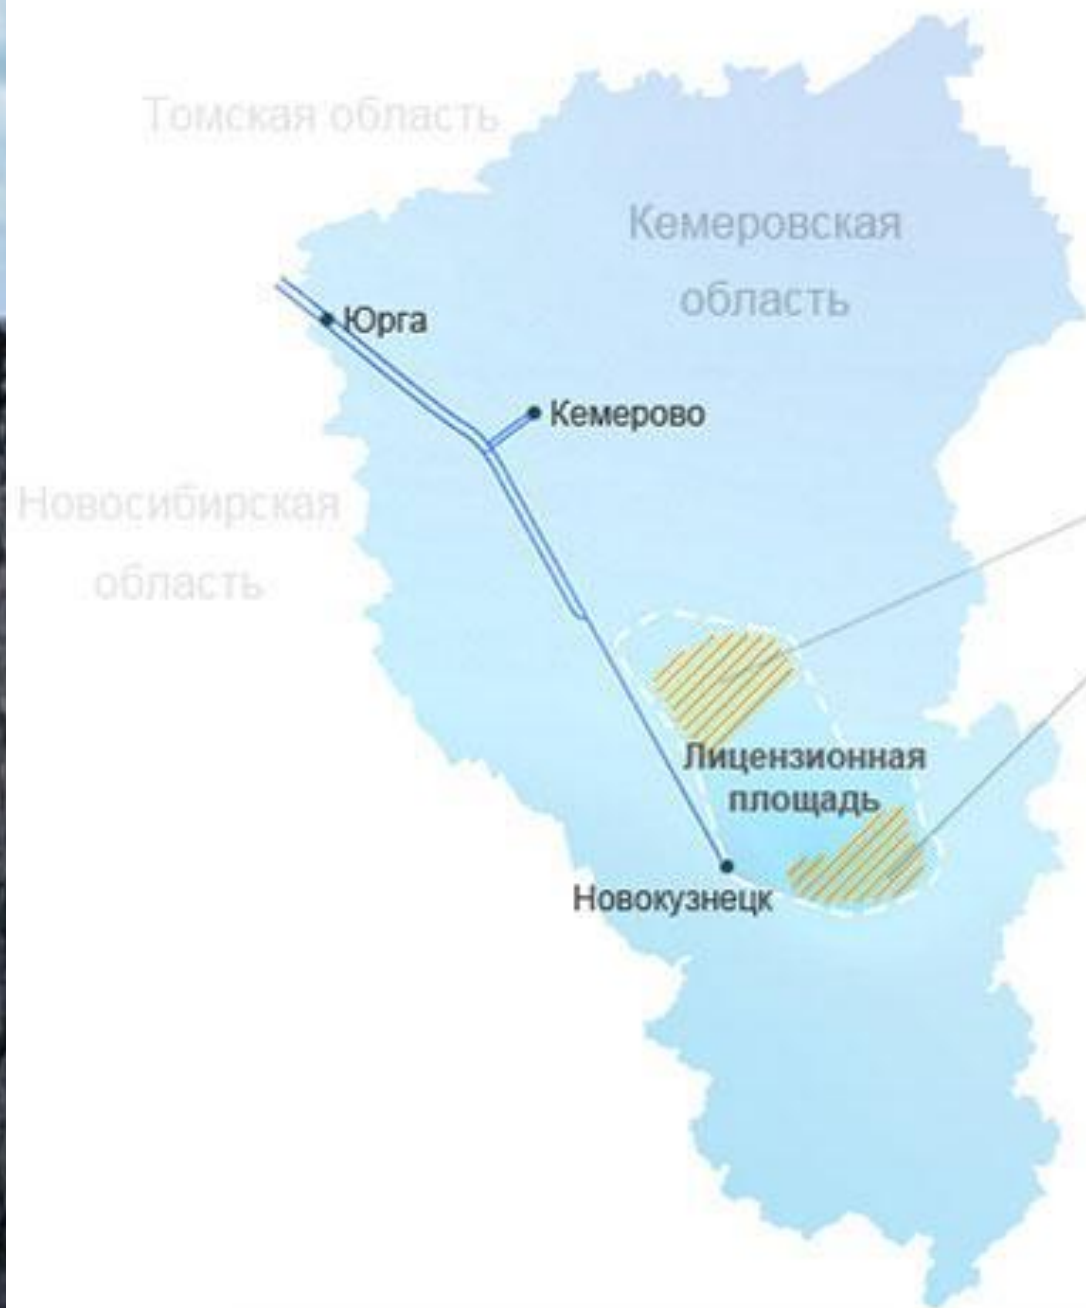 Томская область
Кемеровская
область
Юрга
Кемерово
Новосибирская
область
Лицензионная
площадь
Новокузнецк